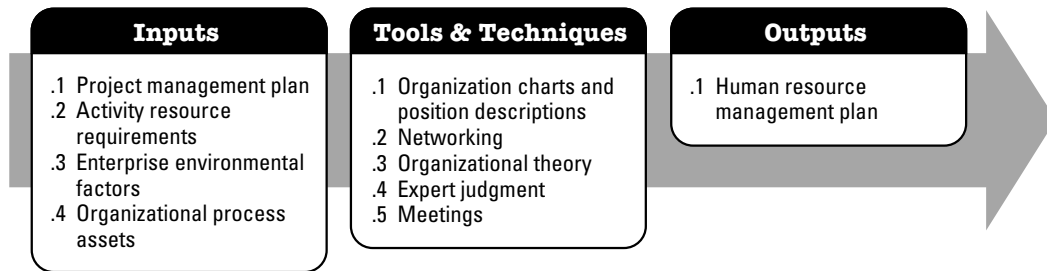 Inputs
.1 Project management plan
.2 Activity resource
requirements
.3 Enterprise environmental
factors
.4 Organizational process
assets
Tools & Techniques
.1 Organization charts and
position descriptions
.2 Networking
.3 Organizational theory
.4 Expert judgment
.5 Meetings
Outputs
.1 Human resource
management plan